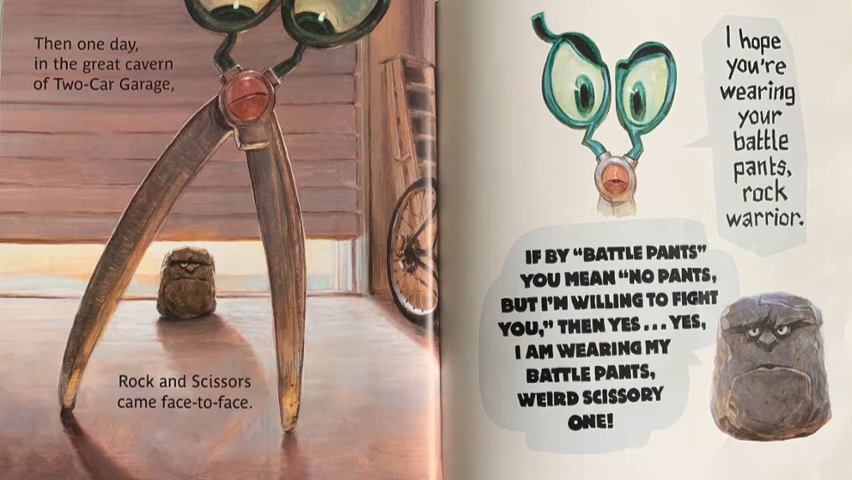 Then one day,
in the great cavern
of Two-Car Garage,
Rock and Scissors
came face-to-face.
I hope
you're
wearing
your
battle
pants,
rock
warrior.
IF BY “BATTLE PANTS”
YOU MEAN “NO PANTS,
BUT I'M WILLING TO FIGHT
YOU,” THEN YES . . . YES,
I AM WEARING MY
BATTLE PANTS,
WEIRD SCISSORY
ONE!